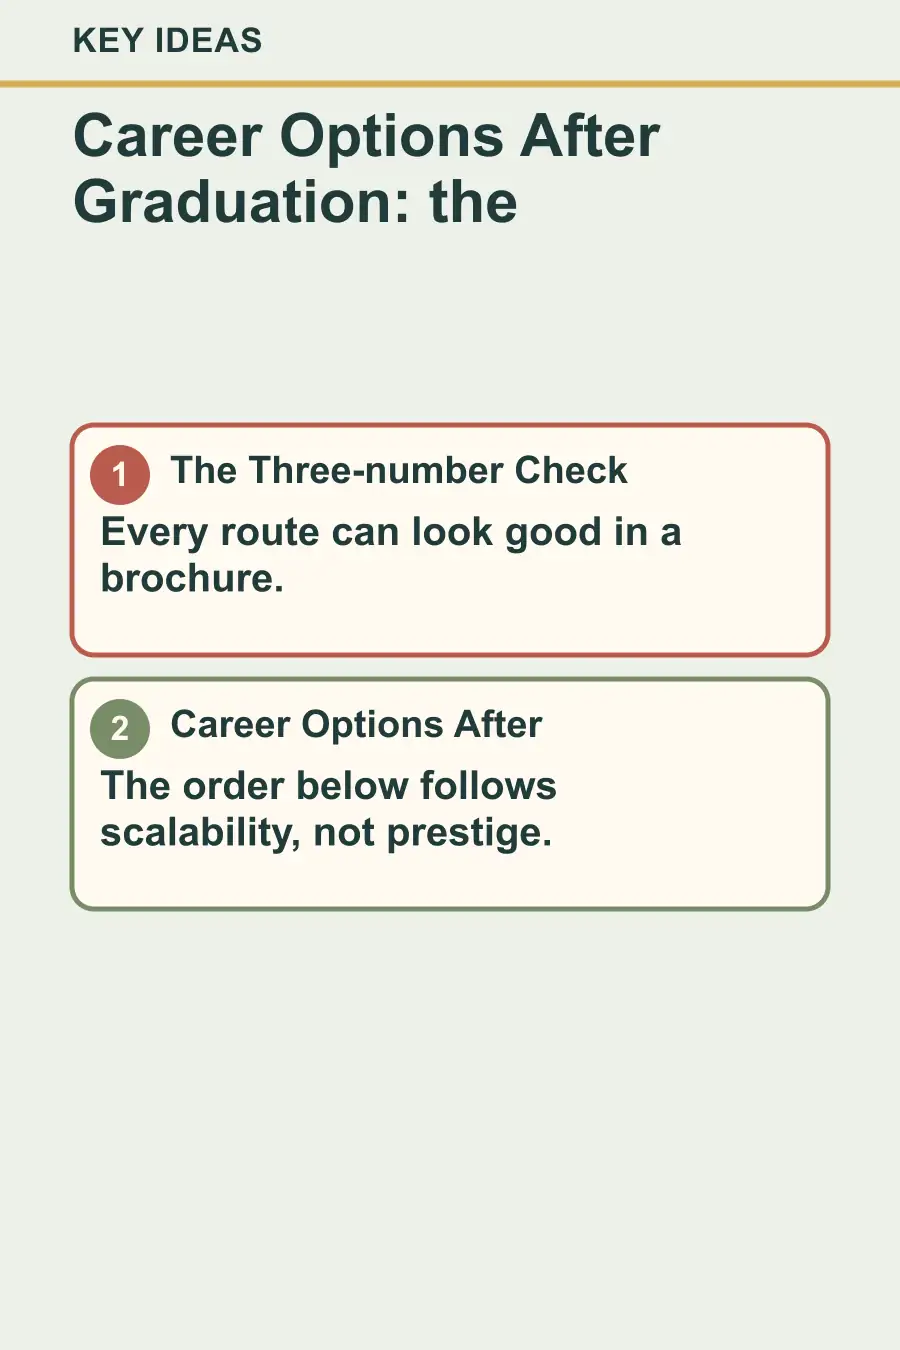 KEY IDEAS
Career Options After
Graduation: the
1 The Three-number Check
Every route can look good in a
brochure.
2 Career Options After
The order below follows
scalability, not prestige.